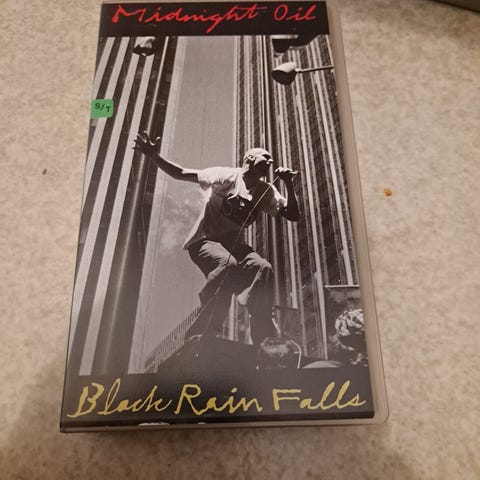 Midnight Oil
S/T
Black Rain Falls